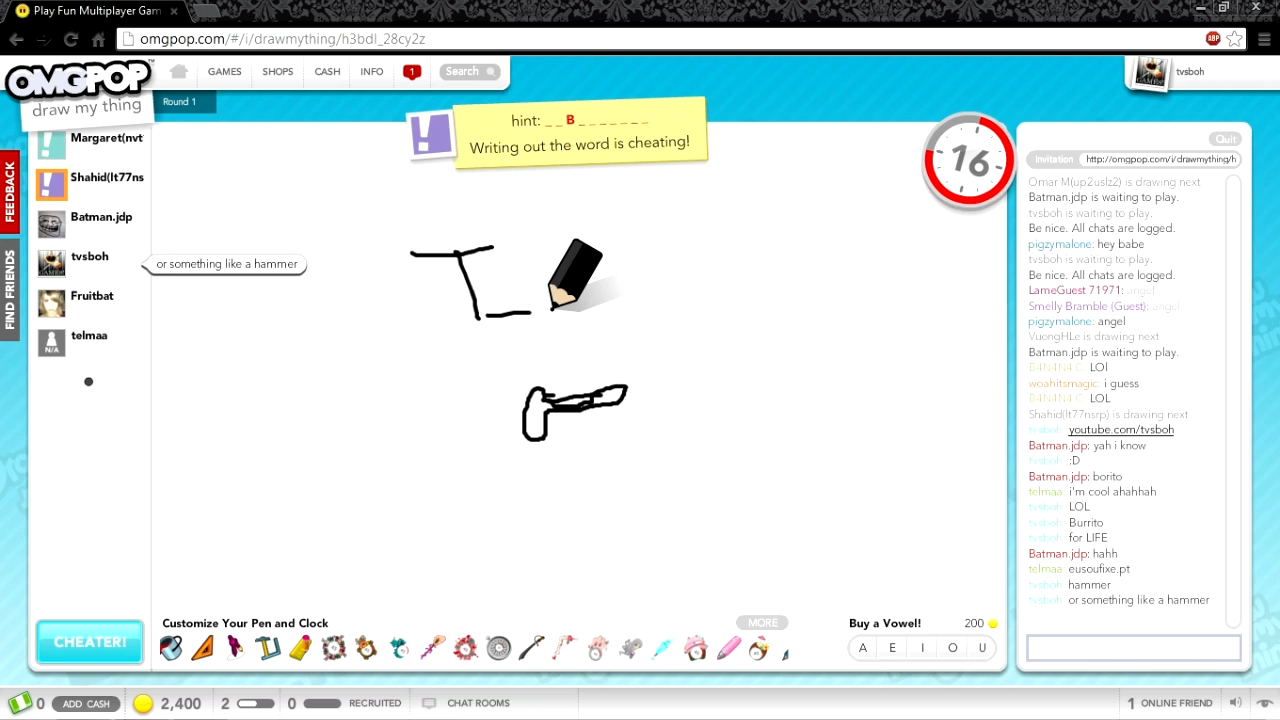 Play Fun Multiplayer Gam
omgpop.com/#/i/drawmything/h3bdl_28cy2z
ABP
OMGPOP
draw my thing
GAMES
SHOPS
CASH
INFO
1
Search
tvsboh
Round 1
hint: _ _ B _ _ _ _ _ _ _
Writing out the word is cheating!
16
FEEDBACK
FIND FRIENDS
Margaret(nvt
Shahid(lt77ns
Batman.jdp
tvsboh
or something like a hammer
Fruitbat
N/A
telmaa
Quit
Invitation http://omgpop.com/i/drawmything/h
Omar M(up2uslz2) is drawing next
Batman.jdp is waiting to play.
tvsboh is waiting to play.
Be nice. All chats are logged.
pigzymalone: hey babe
tvsboh is waiting to play.
Be nice. All chats are logged.
LameGuest 71971: angel
Smelly Bramble (Guest): angel
pigzymalone: angel
VuongHLe is drawing next
Batman.jdp is waiting to play.
B4N4N4 C: LOl
woahitsmagic: i guess
B4N4N4 C: LOL
Shahid(lt77nsrp) is drawing next
tvsboh: youtube.com/tvsboh
Batman.jdp: yah i know
tvsboh: :D
Batman.jdp: borito
telmaa: i'm cool ahahhah
tvsboh: LOL
tvsboh: Burrito
tvsboh: for LIFE
Batman.jdp: hahh
telmaa: eusoufixe.pt
tvsboh: hammer
tvsboh: or something like a hammer
CHEATER!
Customize Your Pen and Clock
MORE
Buy a Vowel!
200
A E I O U
0
ADD CASH
2,400
2
0
RECRUITED
CHAT ROOMS
1 ONLINE FRIEND